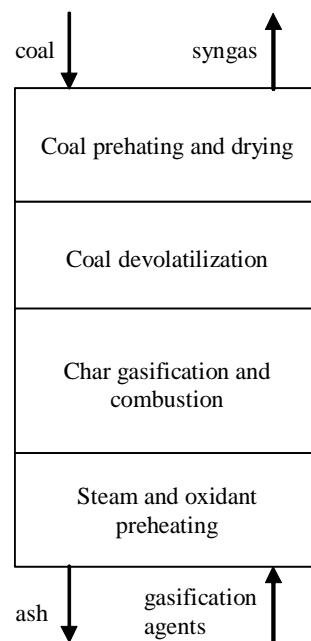 coal
syngas
Coal prehating and drying
Coal devolatilization
Char gasification and
combustion
Steam and oxidant
preheating
ash
gasification
agents